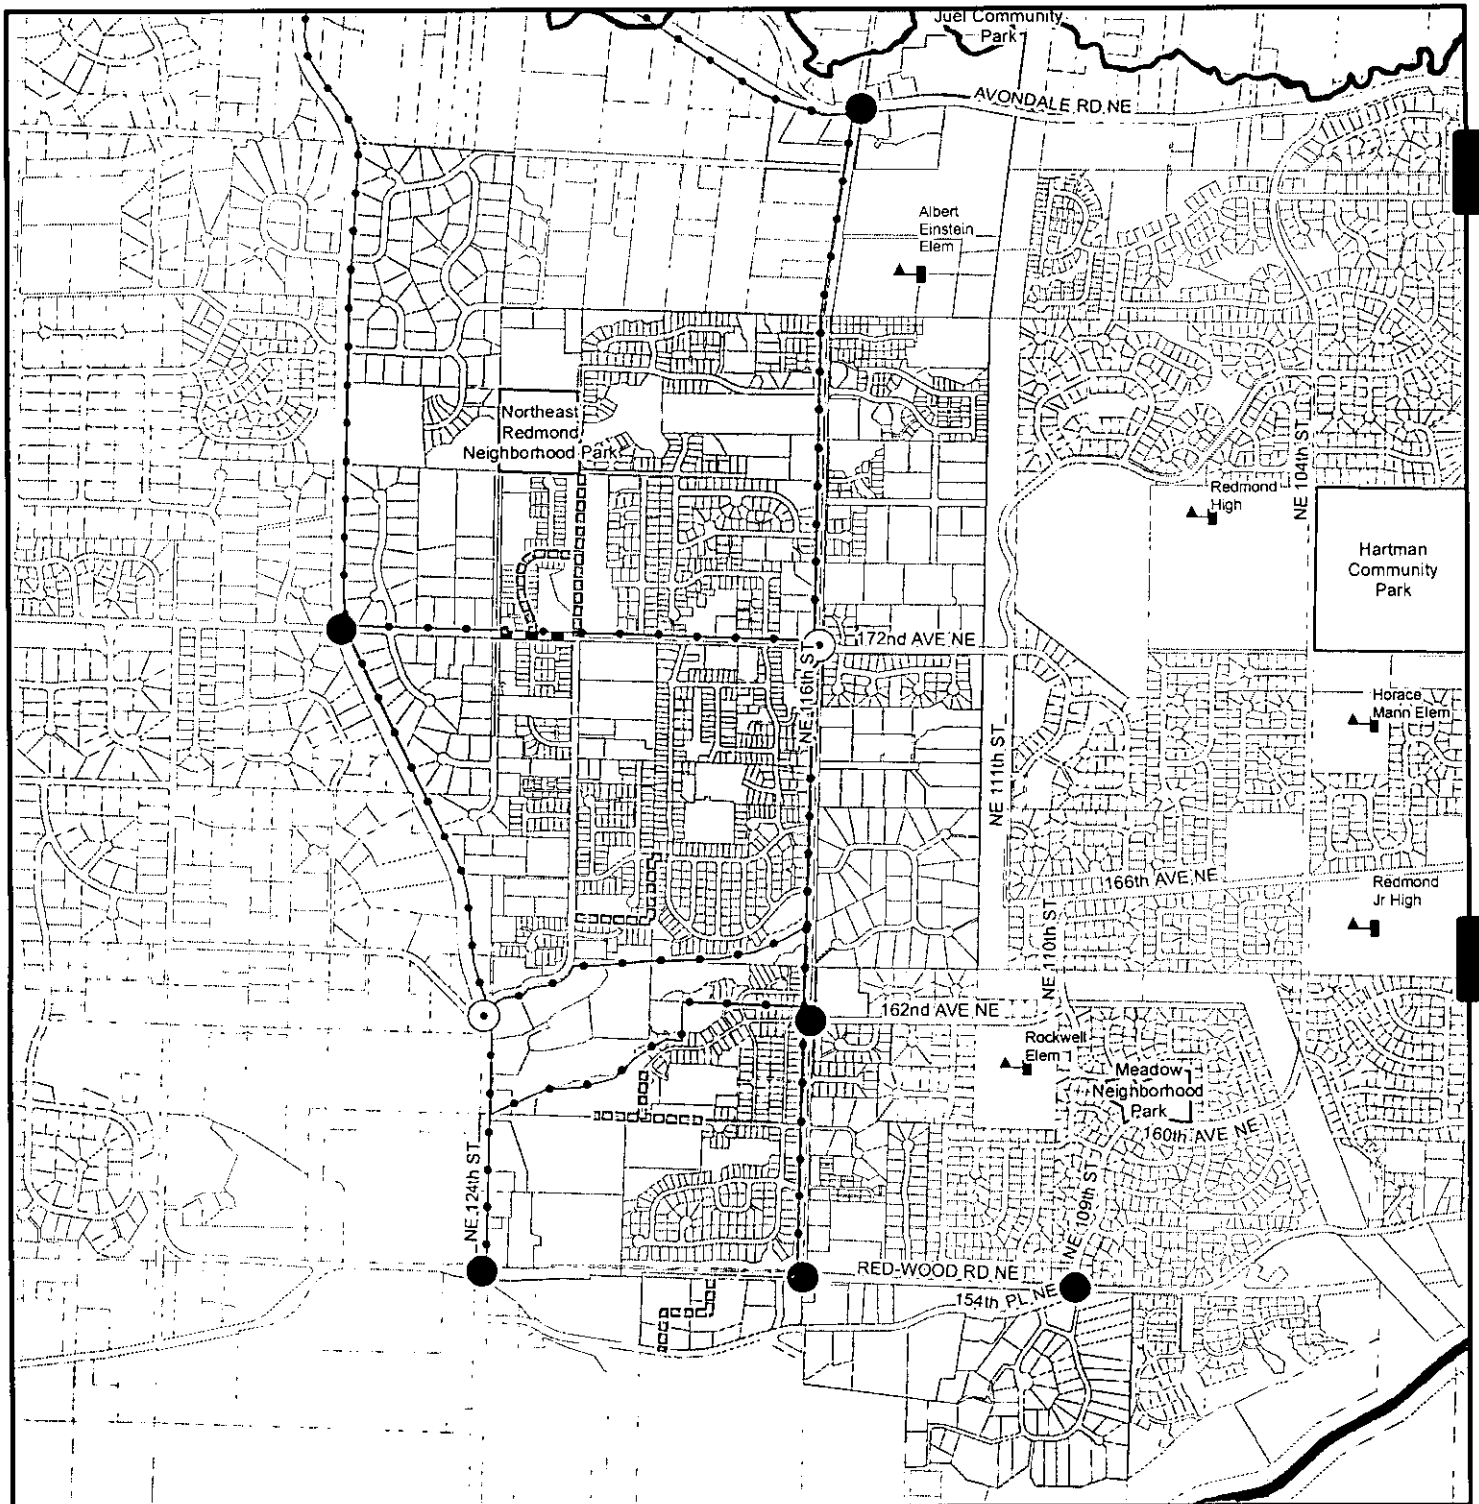 Juel Community
Park
AVONDALE RD NE
Albert
Einstein
Elem
Northeast
Redmond
Neighborhood Park
NE 104th ST
Redmond
High
Hartman
Community
Park
172nd AVE NE
NE 116th ST
Horace
Mann Elem
NE 111th ST
166th AVE NE
Redmond
Jr High
NE 110th ST
162nd AVE NE
Rockwell
Elem
Meadow
Neighborhood
Park
160th AVE NE
NE 124th ST
NE 109th ST
RED-WOOD RD NE
154th PL NE